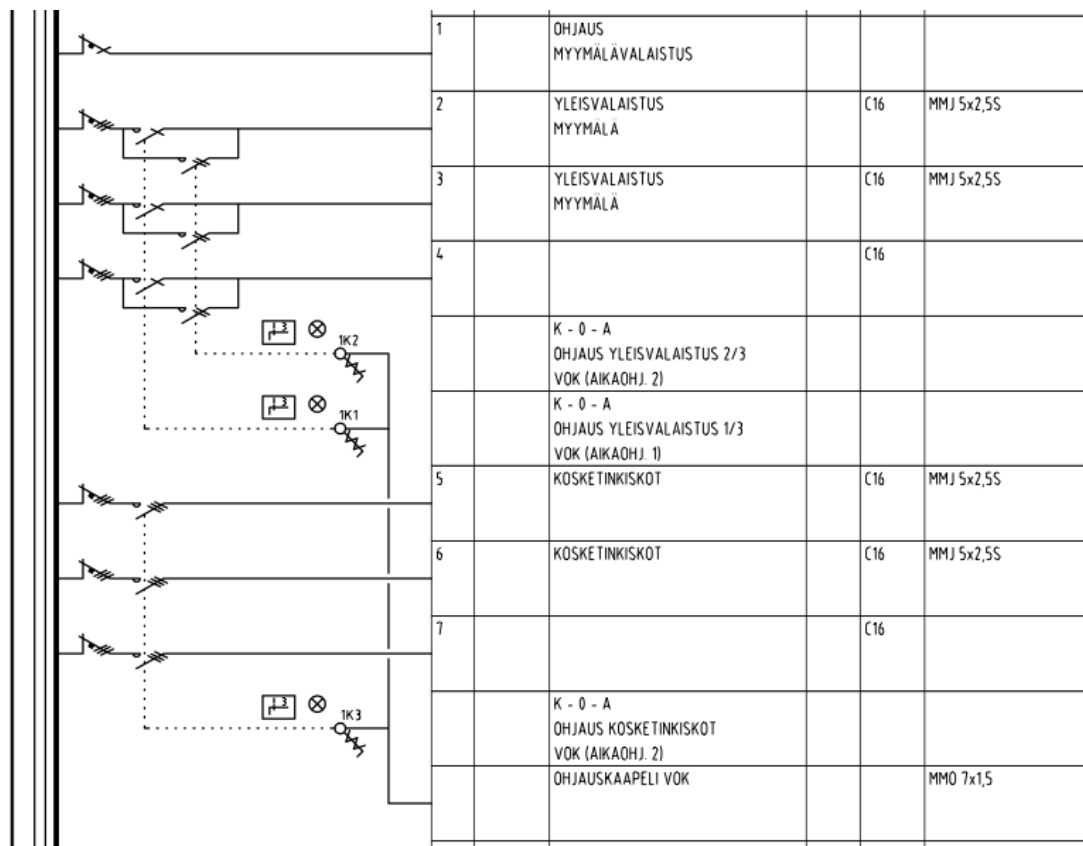 1 OHJAUS
MYYMÄLÄVALAISTUS
2 YLEISVALAISTUS C16 MMJ 5x2,5S
MYYMÄLÄ
3 YLEISVALAISTUS C16 MMJ 5x2,5S
MYYMÄLÄ
4 C16
1K2 K - 0 - A
OHJAUS YLEISVALAISTUS 2/3
VOK (AIKAOHJ. 2)
1K1 K - 0 - A
OHJAUS YLEISVALAISTUS 1/3
VOK (AIKAOHJ. 1)
5 KOSKETINKISKOT C16 MMJ 5x2,5S
6 KOSKETINKISKOT C16 MMJ 5x2,5S
7 C16
1K3 K - 0 - A
OHJAUS KOSKETINKISKOT
VOK (AIKAOHJ. 2)
OHJAUSKAAPELI VOK MMO 7x1,5